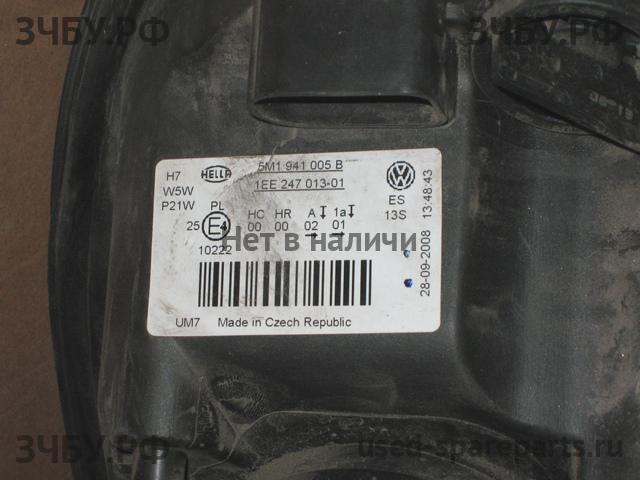 ЗЧБУ.РФ
ЗЧБУ.РФ
H7
HELLA
5M1 941 005 B
W5W
1EE 247 013-01
P21W
PL
HC HR A 1a
ES
13S
25 E4
00 00 02 01
10222
Нет в наличи
28-09-2008 13:48:43
UM7 Made in Czech Republic
ЗЧБУ.РФ
used-spareparts.ru